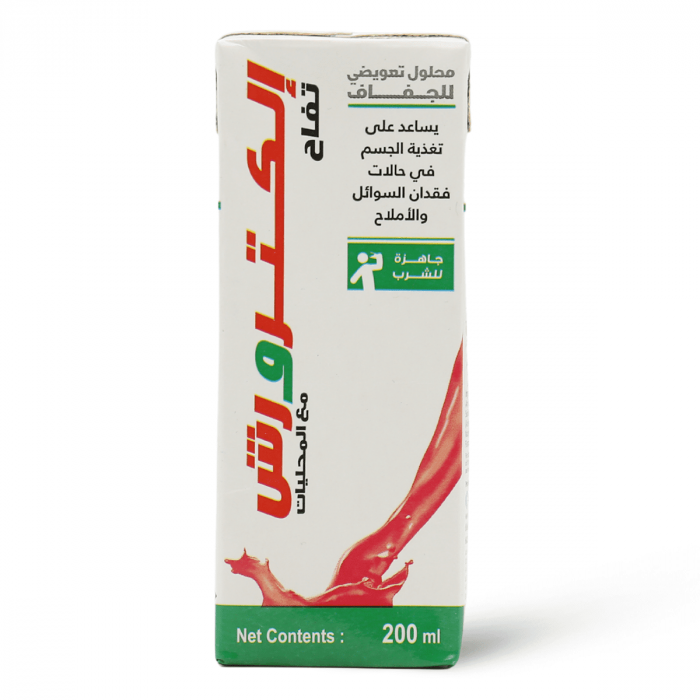 محلول تعويضي
للجفاف
يساعد على
تغذية الجسم
في حالات
فقدان السوائل
والأملاح
جاهزة
للشرب
إلكترورش
تفاح
مع المحليات
Net Contents : 200 ml